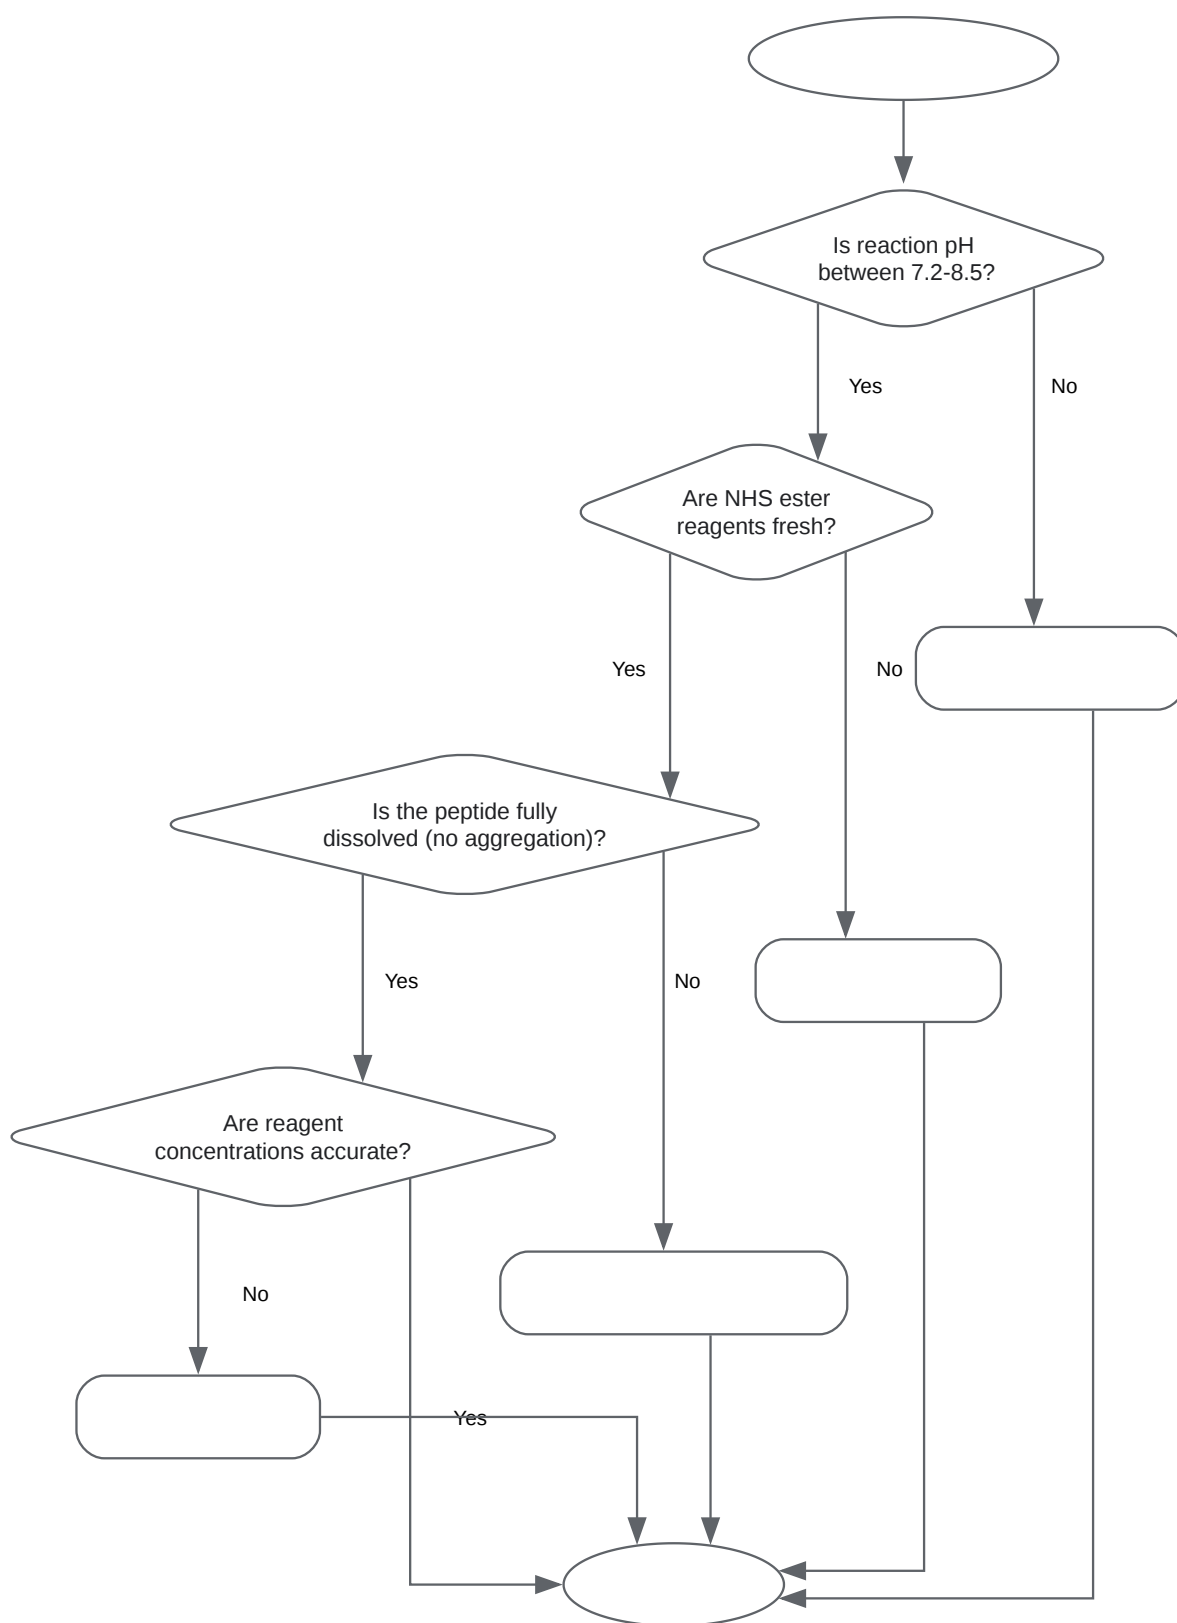 Is reaction pH
between 7.2-8.5?
Yes
No
Are NHS ester
reagents fresh?
Yes
No
Is the peptide fully
dissolved (no aggregation)?
Yes
No
Are reagent
concentrations accurate?
No
Yes